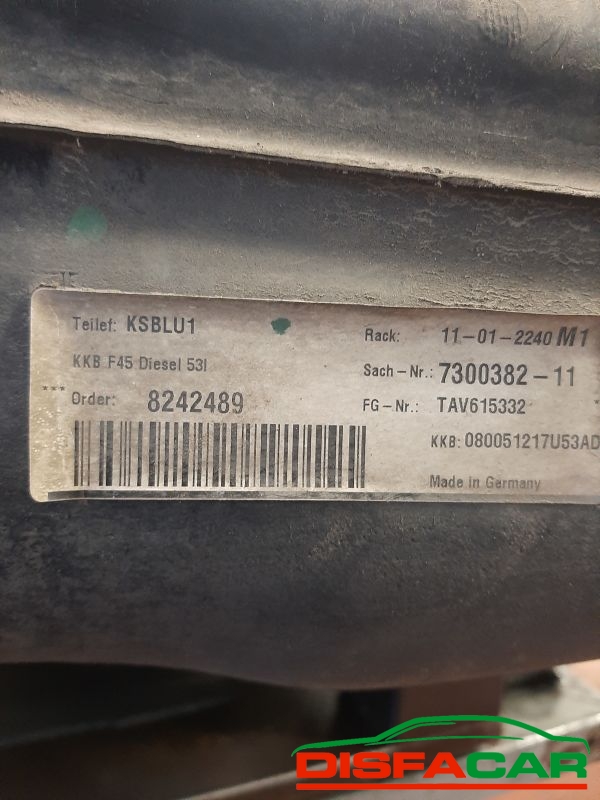 Teilef: KSBLU1
KKB F45 Diesel 53l
Order: 8242489
Rack: 11-01-2240 M1
Sach-Nr.: 7300382-11
FG-Nr.: TAV615332
KKB: 080051217U53AD
Made in Germany
DISFACAR